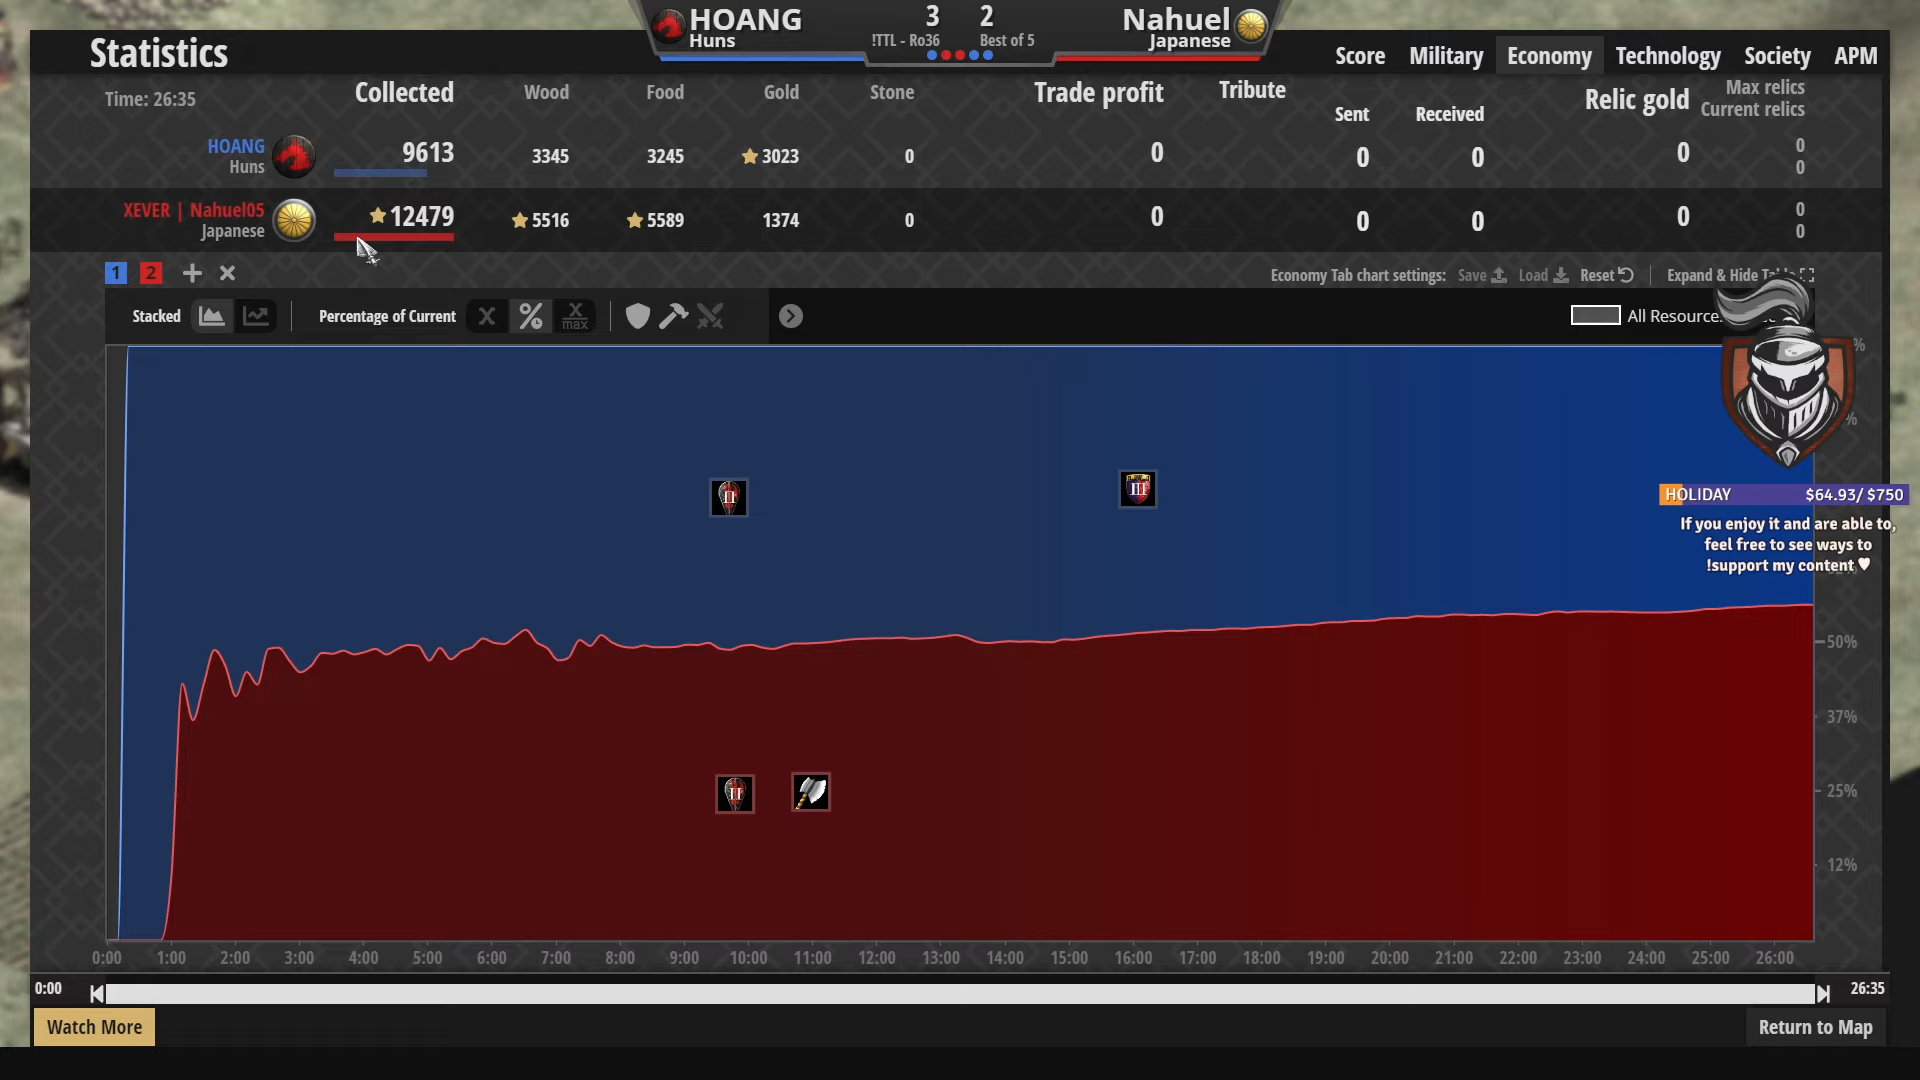 HOANG
Huns
3 2
!TTL - Ro36 Best of 5
Nahuel
Japanese
Statistics
Score Military Economy Technology Society APM
Time: 26:35
Collected Wood Food Gold Stone Trade profit Tribute Sent Received Relic gold Max relics
Current relics
HOANG
Huns
9613 3345 3245 3023 0 0 0 0 0 0
0
XEVER | Nahuel05
Japanese
12479 5516 5589 1374 0 0 0 0 0 0
0
1 2
Economy Tab chart settings: Save Load Reset Expand & Hide
Stacked Percentage of Current X % X max
All Resource
II
III
HOLIDAY $64.93/ $750
If you enjoy it and are able to,
feel free to see ways to
!support my content ♥
50%
37%
II
25%
12%
0:00 1:00 2:00 3:00 4:00 5:00 6:00 7:00 8:00 9:00 10:00 11:00 12:00 13:00 14:00 15:00 16:00 17:00 18:00 19:00 20:00 21:00 22:00 23:00 24:00 25:00 26:00
0:00 26:35
Watch More Return to Map